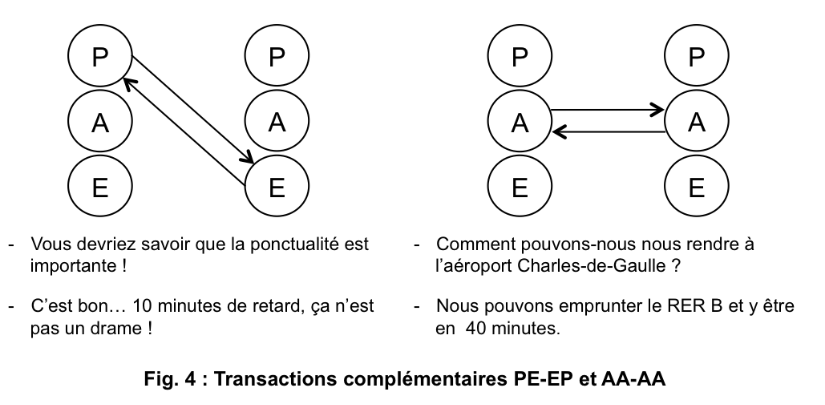 P P
A A
E E
P P
A A
E E
- Vous devriez savoir que la ponctualité est
importante !
- C'est bon… 10 minutes de retard, ça n'est
pas un drame !
- Comment pouvons-nous nous rendre à
l'aéroport Charles-de-Gaulle ?
- Nous pouvons emprunter le RER B et y être
en 40 minutes.
Fig. 4 : Transactions complémentaires PE-EP et AA-AA